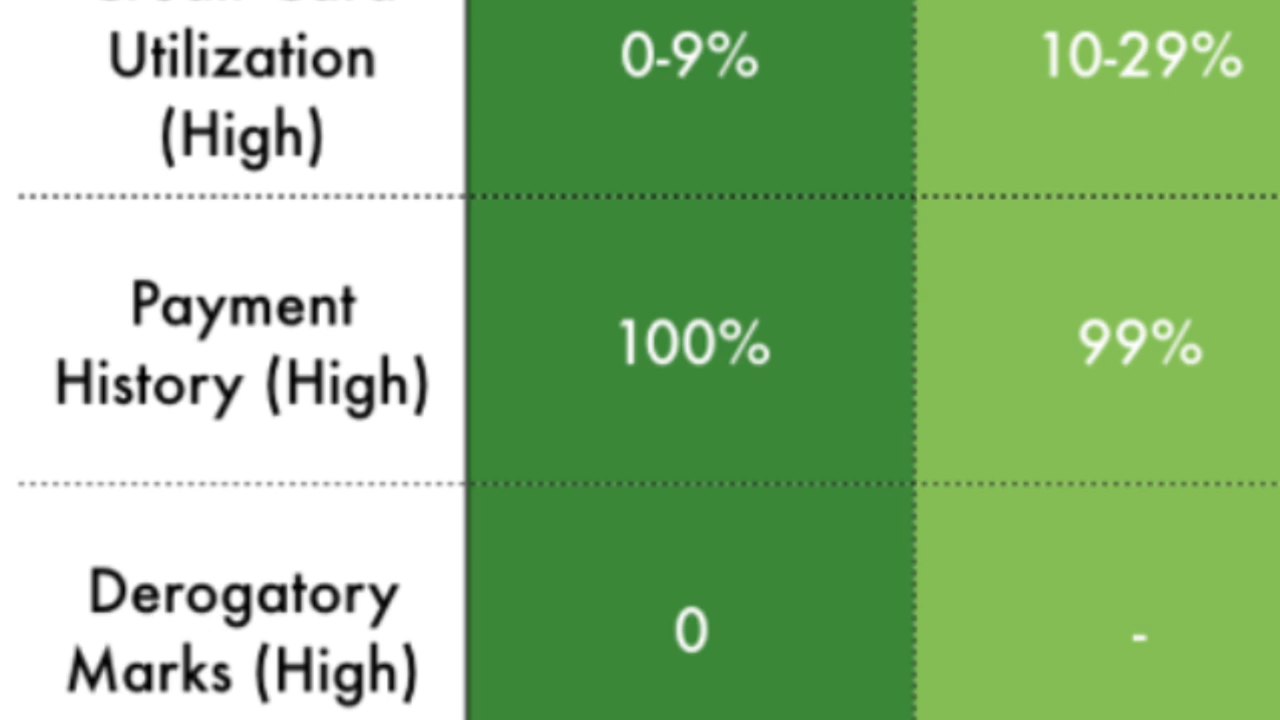 Utilization
(High)
0-9%
10-29%
Payment
History (High)
100%
99%
Derogatory
Marks (High)
0
-